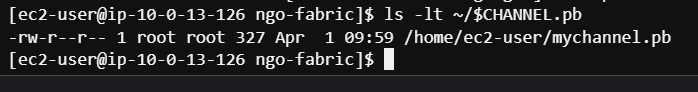 [ec2-user@ip-10-0-13-126 ngo-fabric]$ ls -lt ~/$CHANNEL.pb
-rw-r--r-- 1 root root 327 Apr  1 09:59 /home/ec2-user/mychannel.pb
[ec2-user@ip-10-0-13-126 ngo-fabric]$